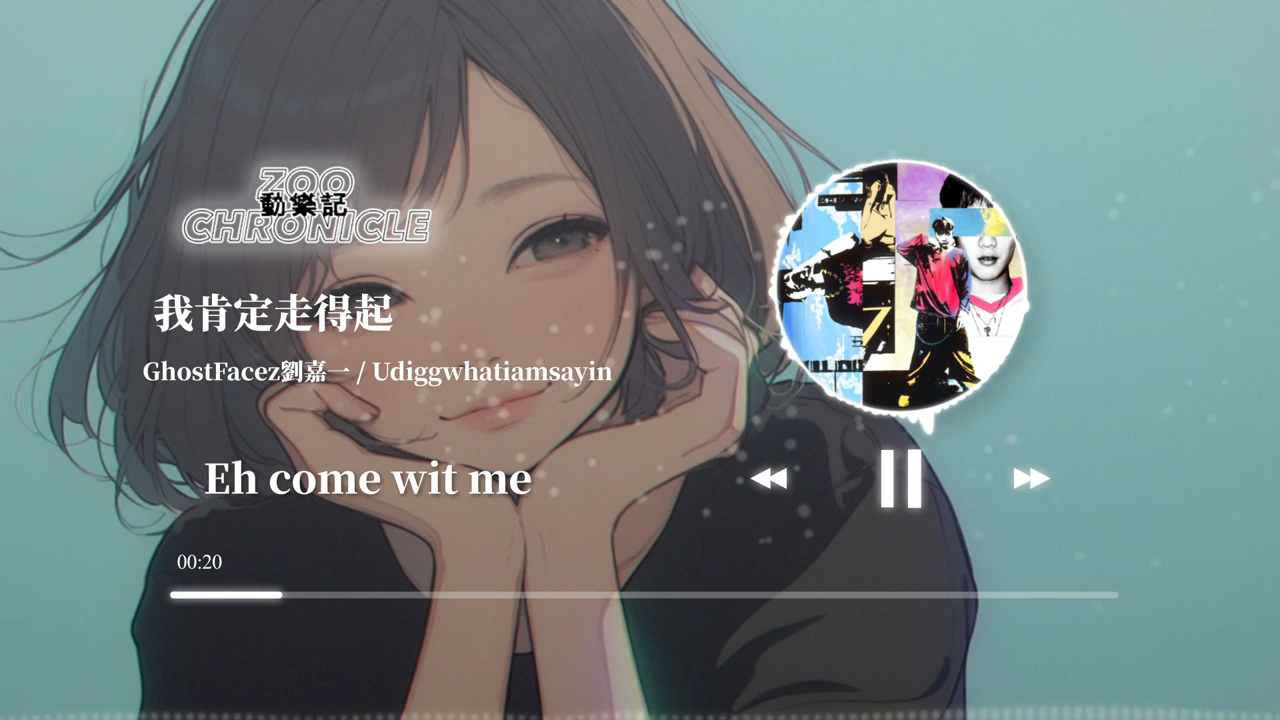 ZOO
動樂記
CHRONICLE
我肯定走得起
GhostFacez劉嘉一 / Udiggwhatiamsayin
Eh come wit me
00:20